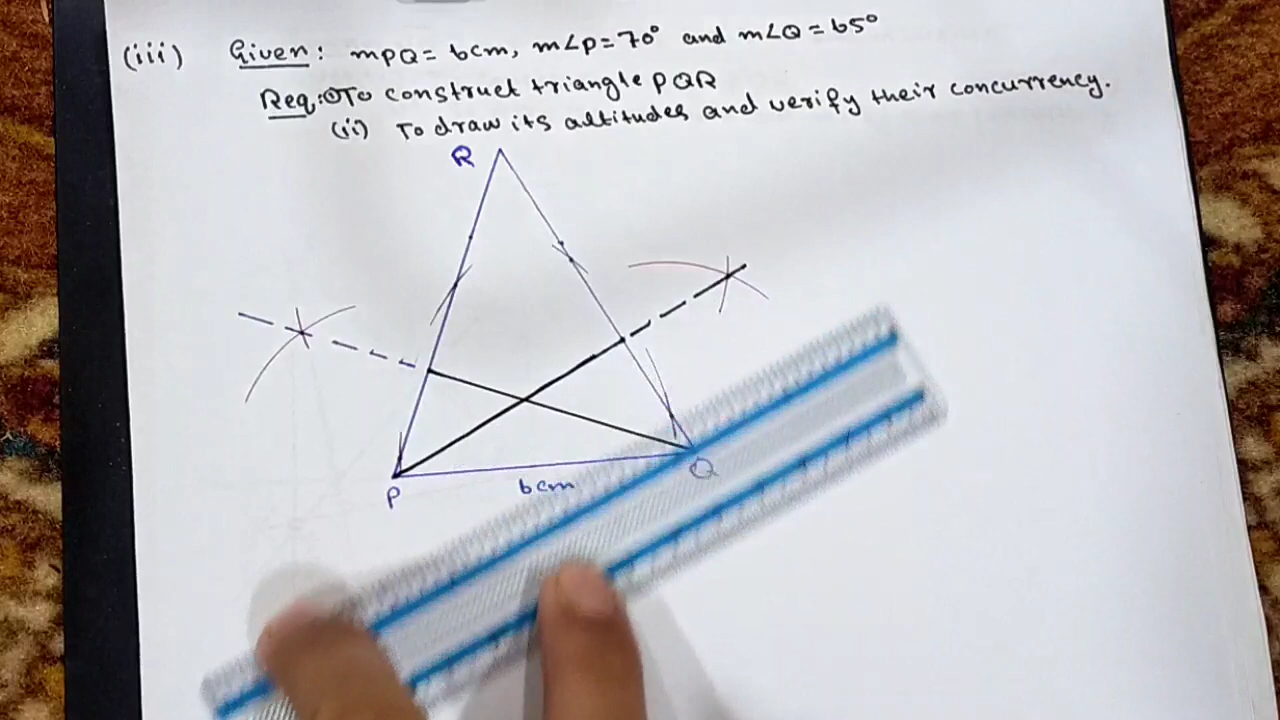 (iii) Given: mPQ = 6cm, m∠P = 70° and m∠Q = 65°
Req: (i) To construct triangle PQR
(ii) To draw its altitudes and verify their concurrency.
R
P
6cm
Q